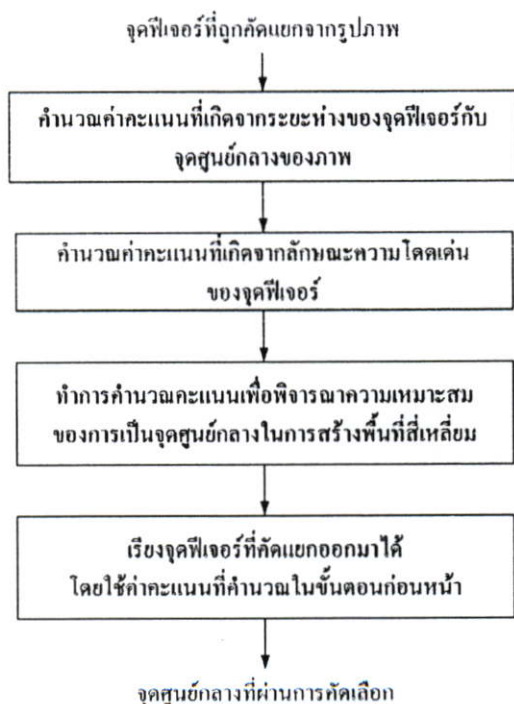 จุดฟีเจอร์ที่ถูกคัดแยกจากรูปภาพ
คำนวณค่าคะแนนที่เกิดจากระยะห่างของจุดฟีเจอร์กับ
จุดศูนย์กลางของภาพ
คำนวณค่าคะแนนที่เกิดจากลักษณะความโดดเด่น
ของจุดฟีเจอร์
ทำการคำนวณคะแนนเพื่อพิจารณาความเหมาะสม
ของการเป็นจุดศูนย์กลางในการสร้างพื้นที่สี่เหลี่ยม
เรียงจุดฟีเจอร์ที่คัดแยกออกมาได้
โดยใช้ค่าคะแนนที่คำนวณในขั้นตอนก่อนหน้า
จุดศูนย์กลางที่ผ่านการคัดเลือก